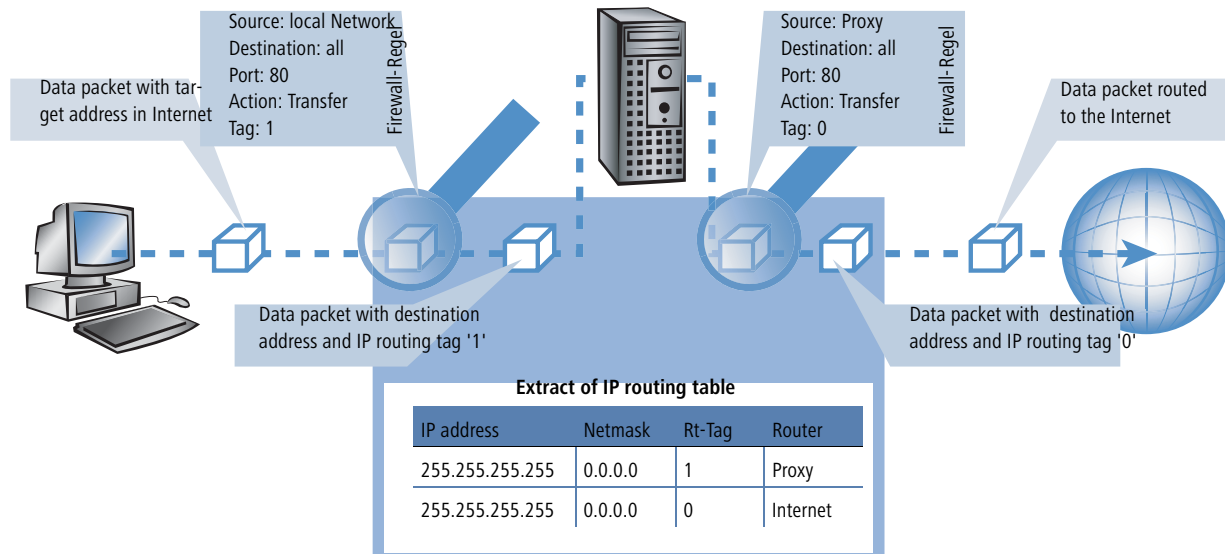 Data packet with tar-
get address in Internet
Source: local Network
Destination: all
Port: 80
Action: Transfer
Tag: 1
Firewall-Regel
Source: Proxy
Destination: all
Port: 80
Action: Transfer
Tag: 0
Firewall-Regel
Data packet routed
to the Internet
Data packet with destination
address and IP routing tag '1'
Data packet with destination
address and IP routing tag '0'
Extract of IP routing table
IP address Netmask Rt-Tag Router
255.255.255.255 0.0.0.0 1 Proxy
255.255.255.255 0.0.0.0 0 Internet